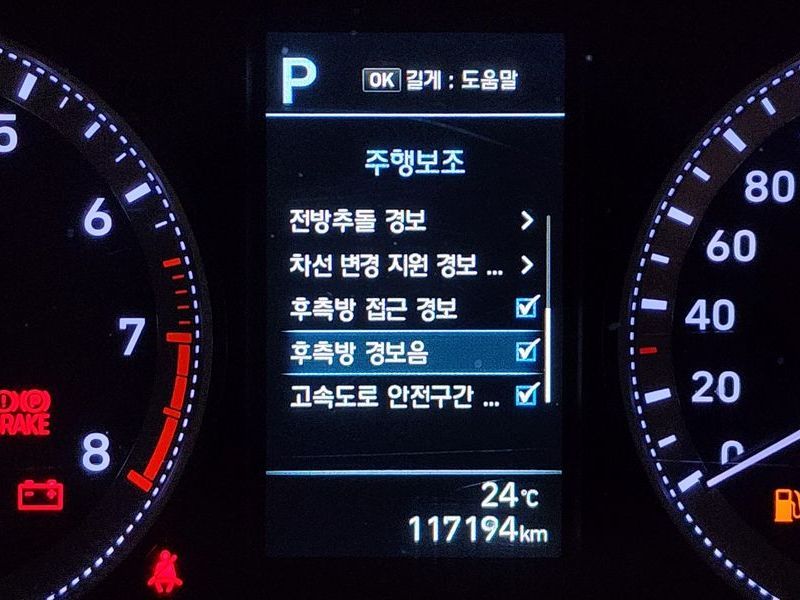 P
OK 길게 : 도움말
주행보조
전방추돌 경보
차선 변경 지원 경보 ...
후측방 접근 경보
후측방 경보음
고속도로 안전구간 ...
24℃
117194km
5
6
7
8
80
60
40
20
0